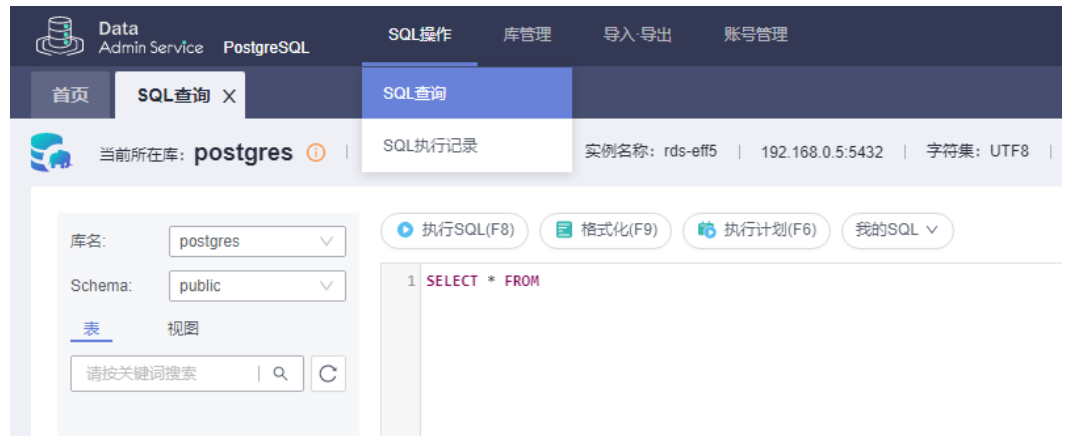 Data
Admin Service PostgreSQL
SQL操作 库管理 导入·导出 账号管理
首页 SQL查询 X
SQL查询
SQL执行记录
当前所在库: postgres
实例名称: rds-eff5 | 192.168.0.5:5432 | 字符集: UTF8 |
库名: postgres
Schema: public
表 视图
请按关键词搜索
执行SQL(F8) 格式化(F9) 执行计划(F6) 我的SQL
1 SELECT * FROM